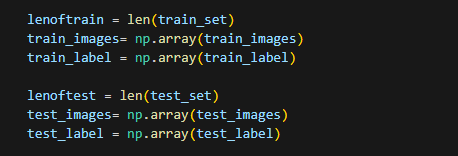 lenoftrain = len(train_set)
train_images= np.array(train_images)
train_label = np.array(train_label)
lenoftest = len(test_set)
test_images= np.array(test_images)
test_label = np.array(test_label)